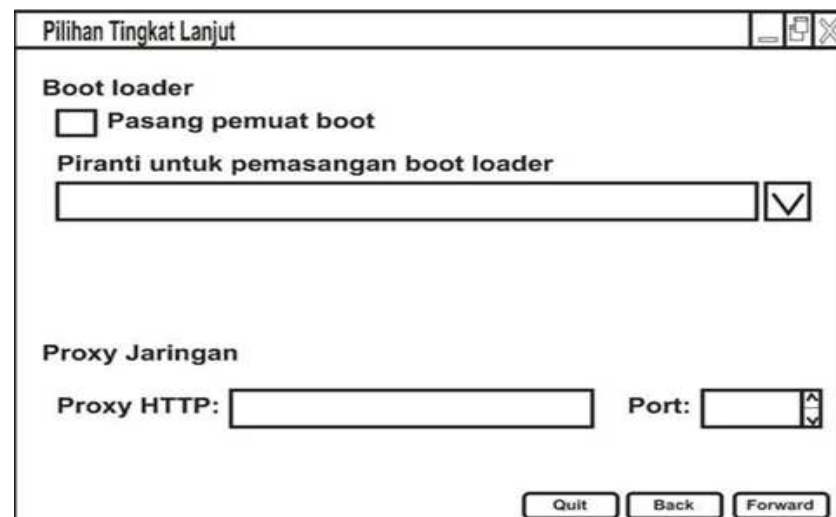 Pilihan Tingkat Lanjut
Boot loader
Pasang pemuat boot
Piranti untuk pemasangan boot loader
Proxy Jaringan
Proxy HTTP: Port:
Quit Back Forward